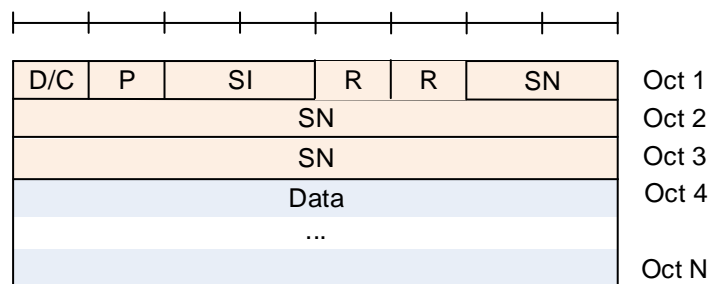 D/C P SI R R SN Oct 1
SN Oct 2
SN Oct 3
Data Oct 4
...
Oct N